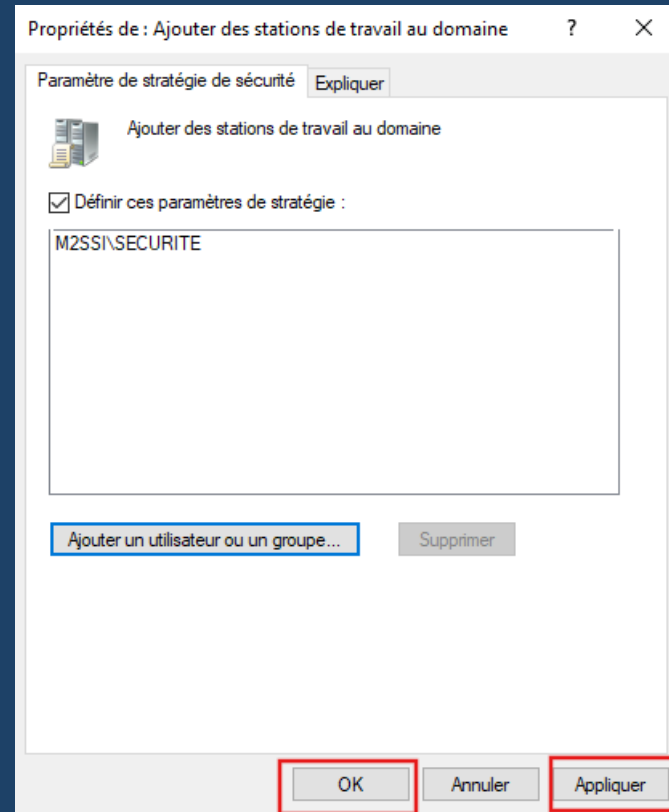 Propriétés de : Ajouter des stations de travail au domaine ? ✕
Paramètre de stratégie de sécurité Expliquer
Ajouter des stations de travail au domaine
Définir ces paramètres de stratégie :
M2SSI\SECURITE
Ajouter un utilisateur ou un groupe... Supprimer
OK Annuler Appliquer